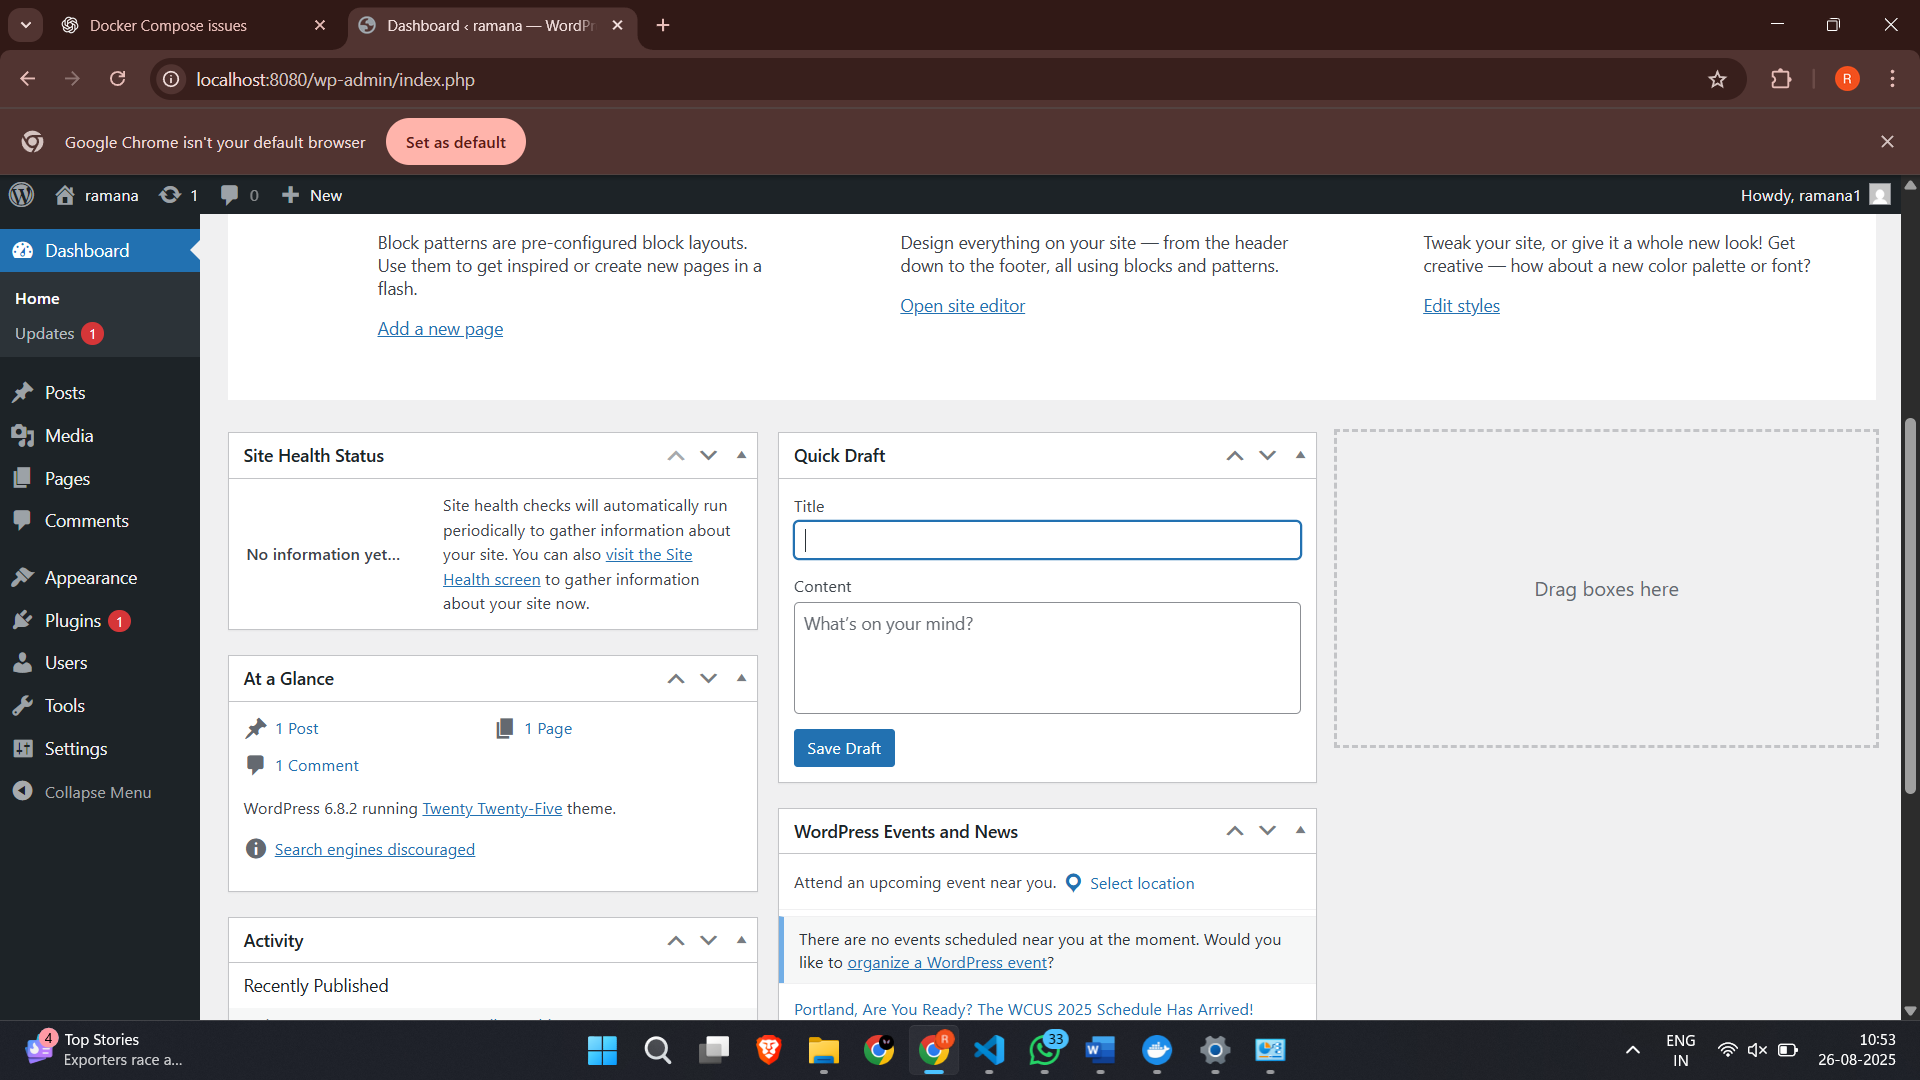 Docker Compose issues
Dashboard ‹ ramana — WordPr
localhost:8080/wp-admin/index.php
R
Google Chrome isn't your default browser
Set as default
ramana
1
0
New
Howdy, ramana1
Dashboard
Home
Updates 1
Posts
Media
Pages
Comments
Appearance
Plugins 1
Users
Tools
Settings
Collapse Menu
Block patterns are pre-configured block layouts.
Use them to get inspired or create new pages in a
flash.
Add a new page
Design everything on your site — from the header
down to the footer, all using blocks and patterns.
Open site editor
Tweak your site, or give it a whole new look! Get
creative — how about a new color palette or font?
Edit styles
Site Health Status
No information yet...
Site health checks will automatically run
periodically to gather information about
your site. You can also visit the Site
Health screen to gather information
about your site now.
At a Glance
1 Post
1 Page
1 Comment
WordPress 6.8.2 running Twenty Twenty-Five theme.
Search engines discouraged
Activity
Recently Published
Quick Draft
Title
Content
What's on your mind?
Save Draft
WordPress Events and News
Attend an upcoming event near you. Select location
There are no events scheduled near you at the moment. Would you
like to organize a WordPress event?
Portland, Are You Ready? The WCUS 2025 Schedule Has Arrived!
Drag boxes here
4
Top Stories
Exporters race a...
R
33
W
ENG
IN
10:53
26-08-2025